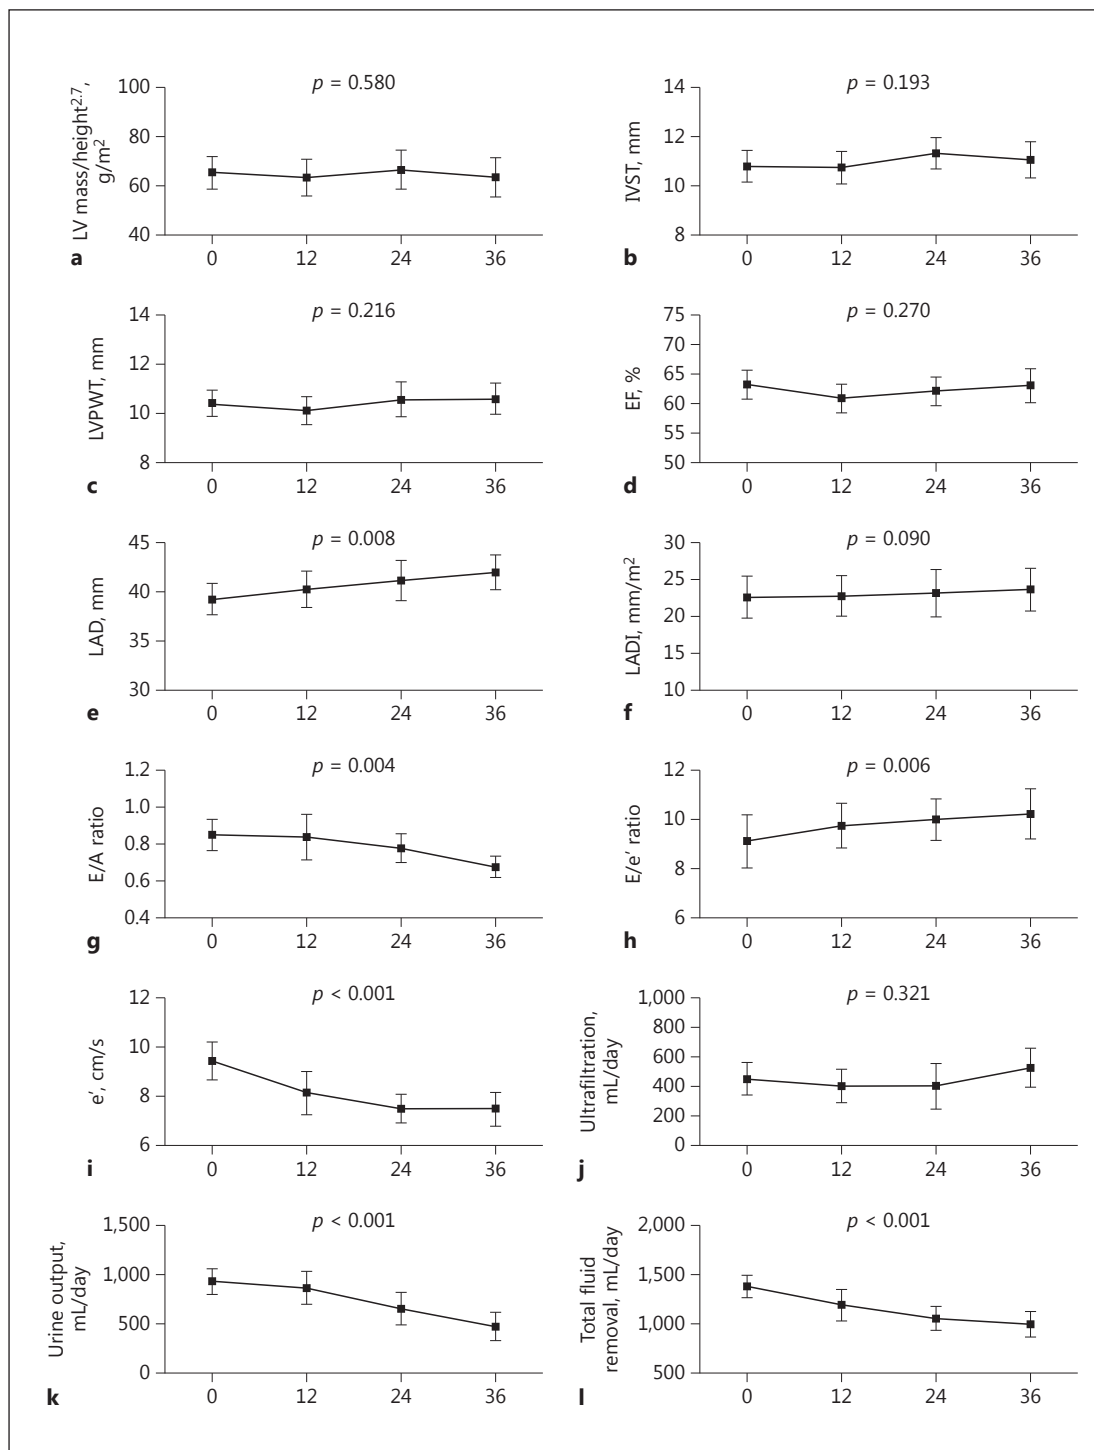 p = 0.580
LV mass/height2.7,
g/m2
100
80
60
40
0 12 24 36
a
p = 0.193
IVST, mm
14
12
10
8
0 12 24 36
b
p = 0.216
LVPWT, mm
14
12
10
8
0 12 24 36
c
p = 0.270
EF, %
75
70
65
60
55
50
0 12 24 36
d
p = 0.008
LAD, mm
45
40
35
30
0 12 24 36
e
p = 0.090
LADI, mm/m2
30
25
20
15
10
0 12 24 36
f
p = 0.004
E/A ratio
1.2
1.0
0.8
0.6
0.4
0 12 24 36
g
p = 0.006
E/e′ ratio
12
10
8
6
0 12 24 36
h
p < 0.001
e′, cm/s
12
10
8
6
0 12 24 36
i
p = 0.321
Ultrafiltration,
mL/day
1,000
800
600
400
200
0
0 12 24 36
j
p < 0.001
Urine output,
mL/day
1,500
1,000
500
0
0 12 24 36
k
p < 0.001
Total fluid
removal, mL/day
2,000
1,500
1,000
500
0 12 24 36
l